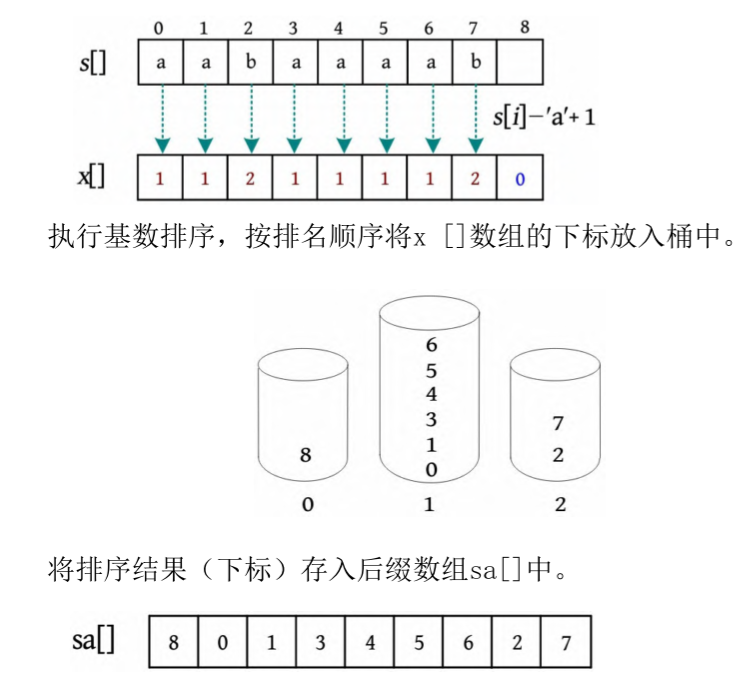 0 1 2 3 4 5 6 7 8
s[] a a b a a a a b
s[i]-'a'+1
x[] 1 1 2 1 1 1 1 2 0
执行基数排序，按排名顺序将x []数组的下标放入桶中。
6
5
4
3 7
8 1 2
0
0 1 2
将排序结果（下标）存入后缀数组sa[]中。
sa[] 8 0 1 3 4 5 6 2 7